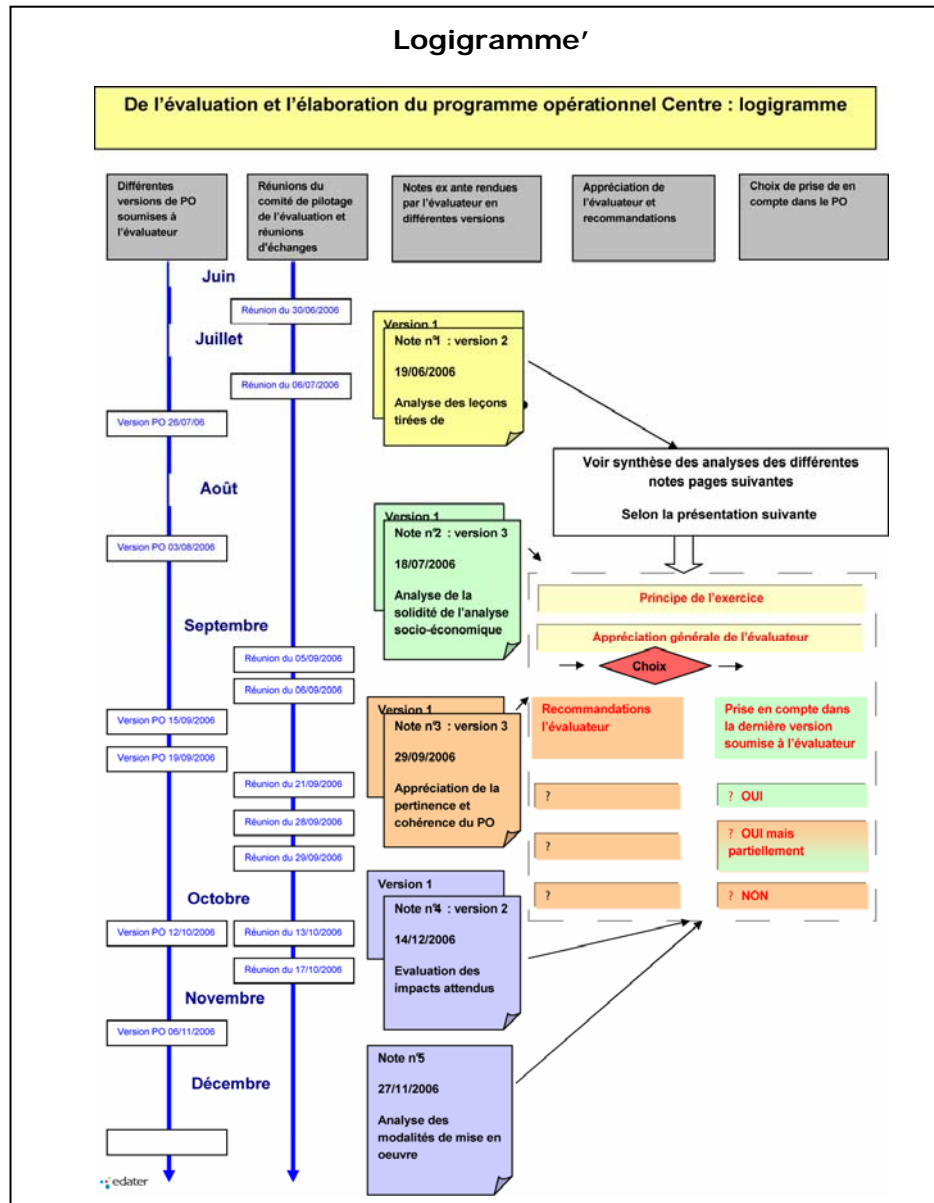 Logigramme’
De l’évaluation et l’élaboration du programme opérationnel Centre : logigramme
Différentes
versions de PO
soumises à
l’évaluateur
Réunions du
comité de pilotage
de l’évaluation et
réunions
d’échanges
Notes ex ante rendues
par l’évaluateur en
différentes versions
Appréciation de
l’évaluateur et
recommandations
Choix de prise de en
compte dans le PO
Juin
Réunion du 30/06/2006
Juillet
Réunion du 06/07/2006
Version PO 26/07/06
Août
Version PO 03/08/2006
Septembre
Réunion du 05/09/2006
Réunion du 06/09/2006
Version PO 15/09/2006
Version PO 19/09/2006
Réunion du 21/09/2006
Réunion du 28/09/2006
Réunion du 29/09/2006
Octobre
Version PO 12/10/2006
Réunion du 13/10/2006
Réunion du 17/10/2006
Novembre
Version PO 06/11/2006
Décembre
Version 1
Note n°1 : version 2
19/06/2006
Analyse des leçons
tirées de
Version 1
Note n°2 : version 3
18/07/2006
Analyse de la
solidité de l’analyse
socio-économique
Version 1
Note n°3 : version 3
29/09/2006
Appréciation de la
pertinence et
cohérence du PO
Version 1
Note n°4 : version 2
14/12/2006
Evaluation des
impacts attendus
Note n°5
27/11/2006
Analyse des
modalités de mise en
oeuvre
Voir synthèse des analyses des différentes
notes pages suivantes
Selon la présentation suivante
Principe de l’exercice
Appréciation générale de l’évaluateur
Choix
Recommandations
l’évaluateur
Prise en compte dans
la dernière version
soumise à l’évaluateur
?
? OUI
?
? OUI mais
partiellement
?
? NON
edater